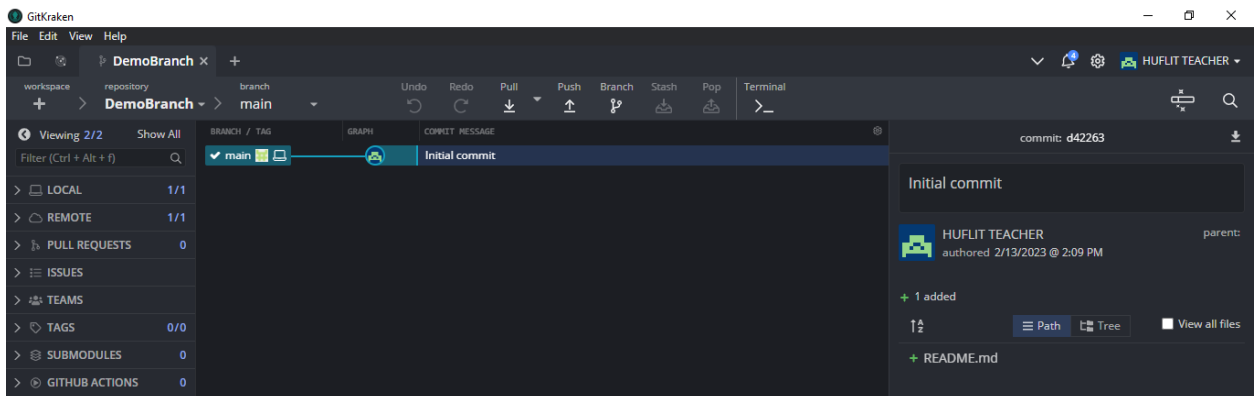 GitKraken
File Edit View Help
DemoBranch
4
HUFLIT TEACHER
workspace repository branch
DemoBranch main
Undo Redo Pull Push Branch Stash Pop Terminal
Viewing 2/2 Show All
Filter (Ctrl + Alt + f)
LOCAL 1/1
REMOTE 1/1
PULL REQUESTS 0
ISSUES
TEAMS
TAGS 0/0
SUBMODULES 0
GITHUB ACTIONS 0
BRANCH / TAG GRAPH COMMIT MESSAGE
main Initial commit
commit: d42263
Initial commit
HUFLIT TEACHER parent:
authored 2/13/2023 @ 2:09 PM
+ 1 added
Path Tree View all files
+ README.md